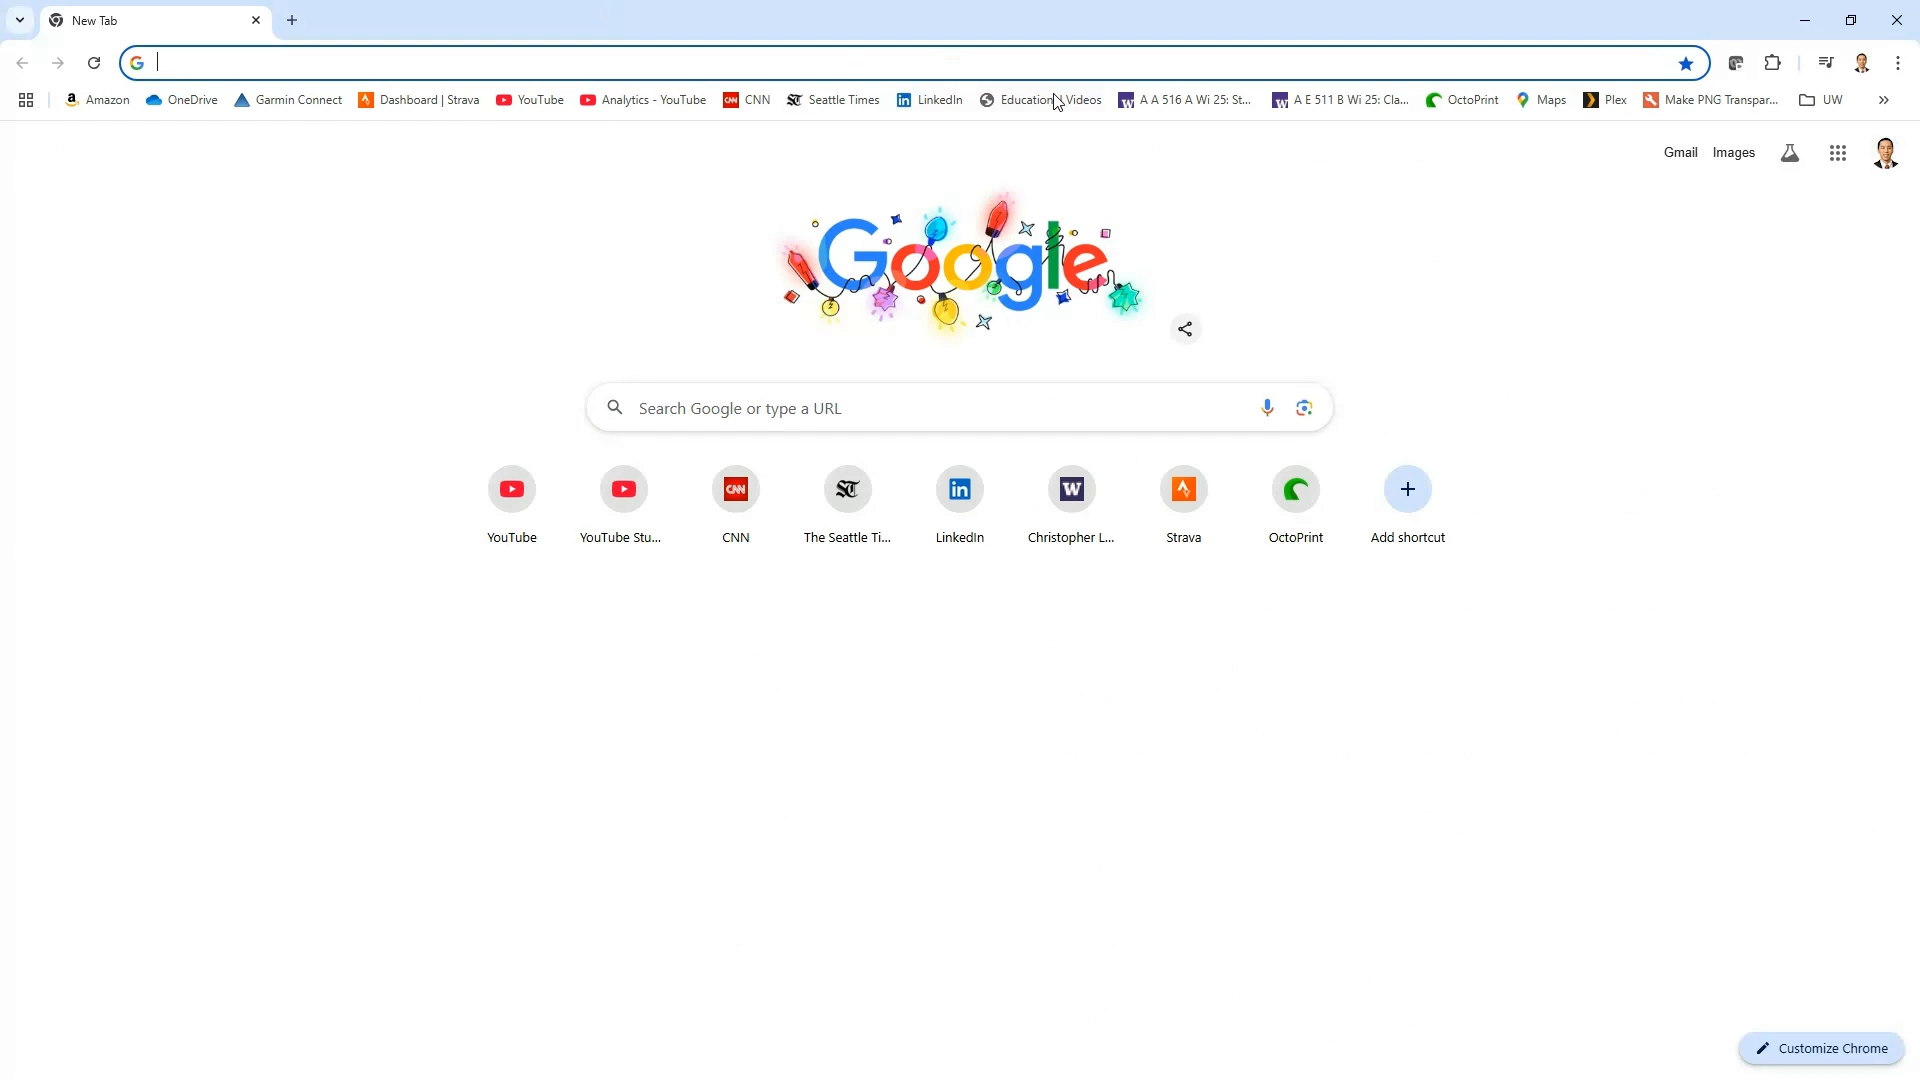 New Tab
Amazon
OneDrive
Garmin Connect
Dashboard | Strava
YouTube
Analytics - YouTube
CNN
Seattle Times
LinkedIn
Videos
A A 516 A Wi 25: St...
A E 511 B Wi 25: Cla...
OctoPrint
Maps
Plex
Make PNG Transpar...
UW
Gmail
Images
Google
Search Google or type a URL
YouTube
YouTube Stu...
CNN
The Seattle Ti...
LinkedIn
Christopher L...
Strava
OctoPrint
Add shortcut
Customize Chrome